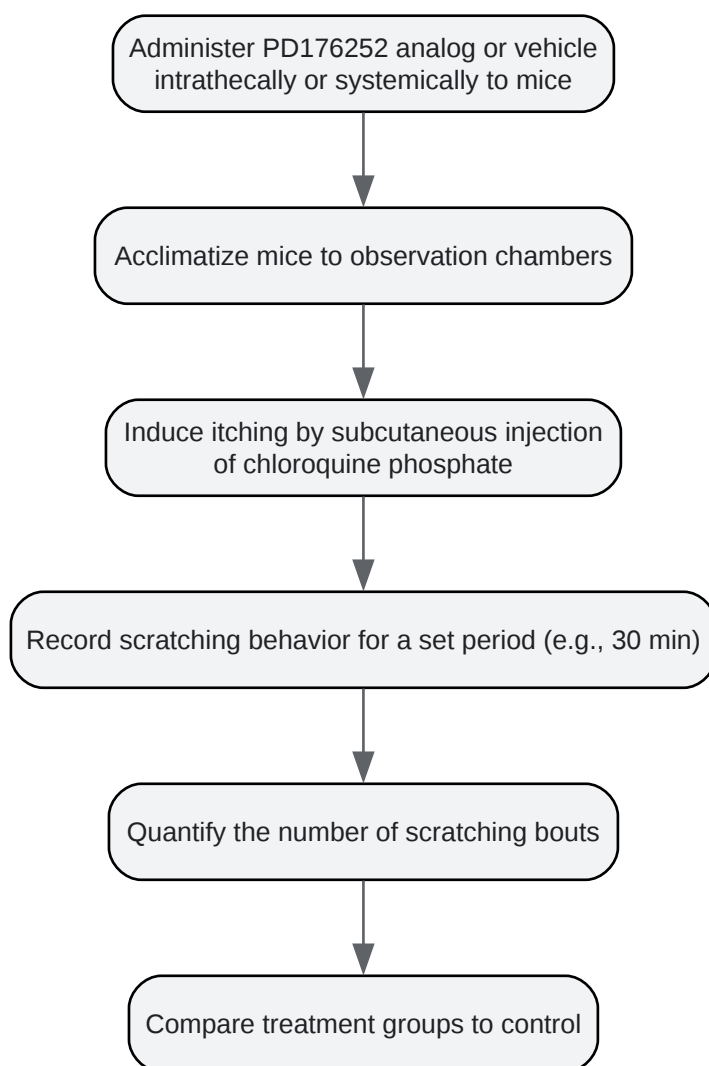 Administer PD176252 analog or vehicle
intrathecally or systemically to mice
Acclimatize mice to observation chambers
Induce itching by subcutaneous injection
of chloroquine phosphate
Record scratching behavior for a set period (e.g., 30 min)
Quantify the number of scratching bouts
Compare treatment groups to control